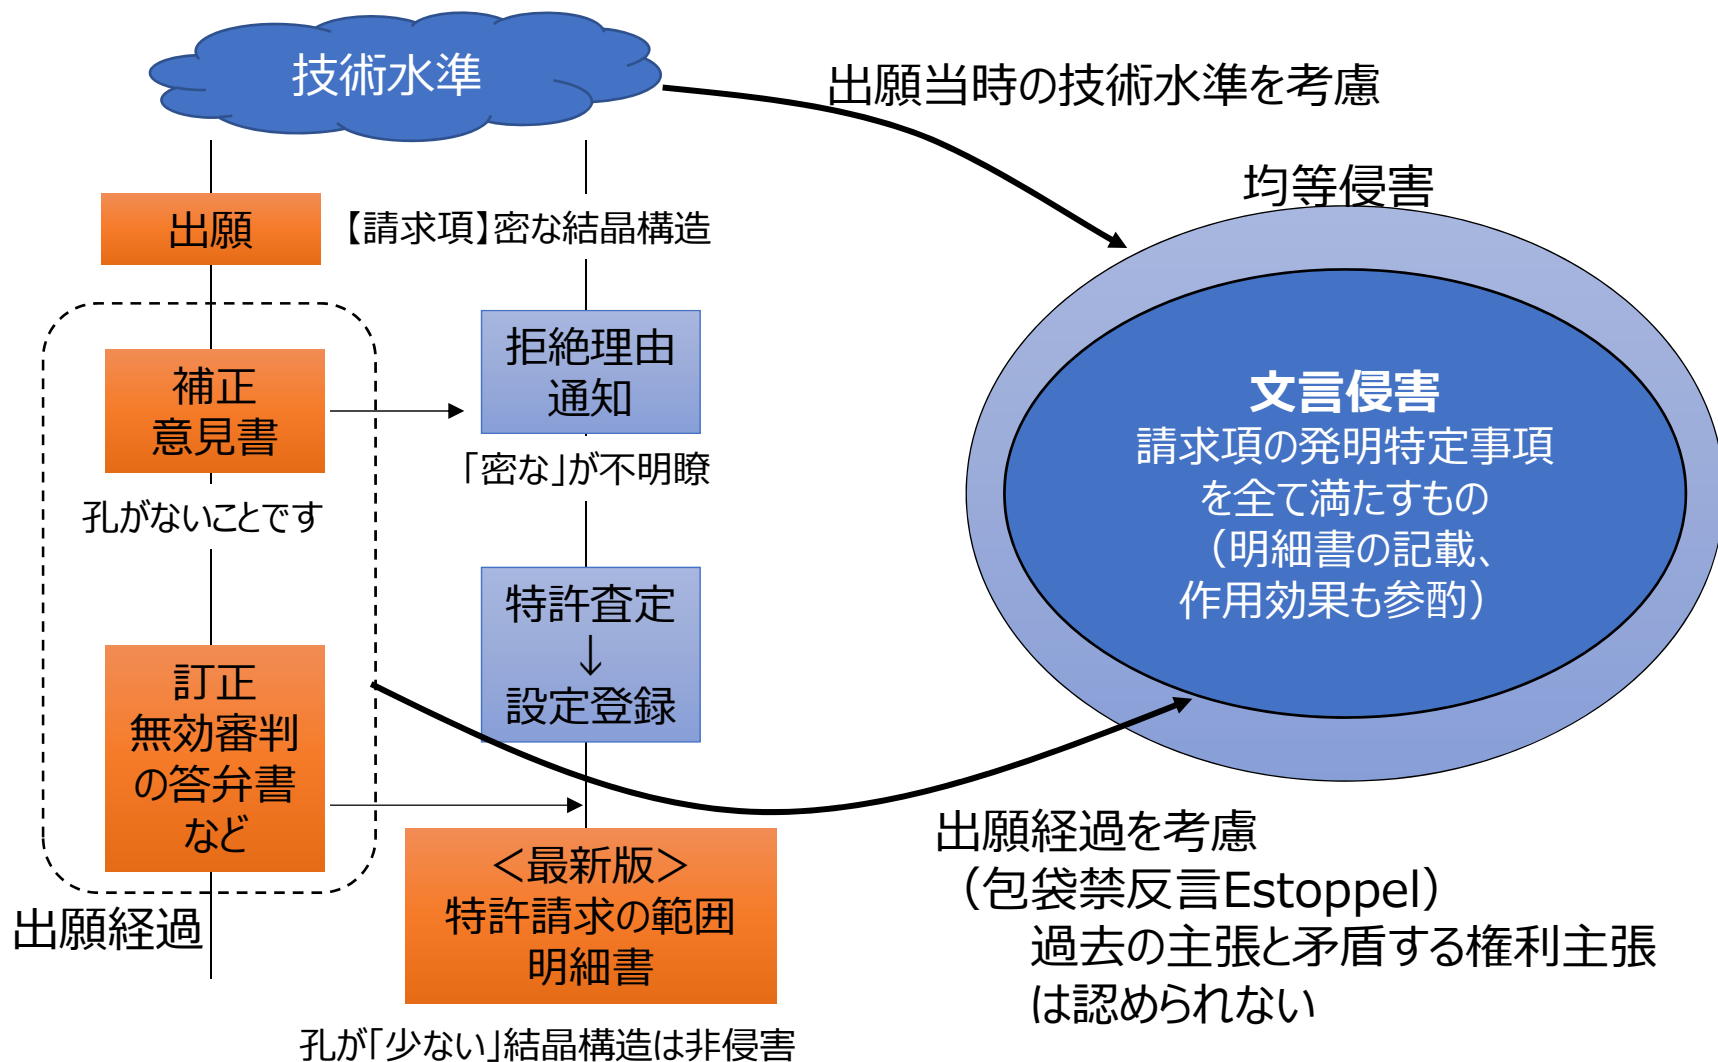 技術水準
出願当時の技術水準を考慮
均等侵害
出願
【請求項】密な結晶構造
拒絶理由
通知
補正
意見書
「密な」が不明瞭
孔がないことです
文言侵害
請求項の発明特定事項
を全て満たすもの
（明細書の記載、
作用効果も参酌）
特許査定
↓
設定登録
訂正
無効審判
の答弁書
など
出願経過
＜最新版＞
特許請求の範囲
明細書
孔が「少ない」結晶構造は非侵害
出願経過を考慮
（包袋禁反言Estoppel）
過去の主張と矛盾する権利主張
は認められない